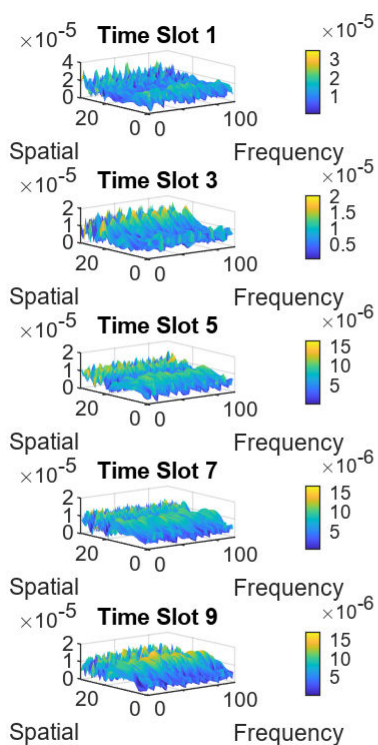 ×10⁻⁵ Time Slot 1 ×10⁻⁵
4 3
2 2
0 1
20 0 0 100
Spatial Frequency
×10⁻⁵ Time Slot 3 ×10⁻⁵
2 2
1 1.5
0 1
0.5
20 0 0 100
Spatial Frequency
×10⁻⁵ Time Slot 5 ×10⁻⁶
2 15
1 10
0 5
20 0 0 100
Spatial Frequency
×10⁻⁵ Time Slot 7 ×10⁻⁶
2 15
1 10
0 5
20 0 0 100
Spatial Frequency
×10⁻⁵ Time Slot 9 ×10⁻⁶
2 15
1 10
0 5
20 0 0 100
Spatial Frequency